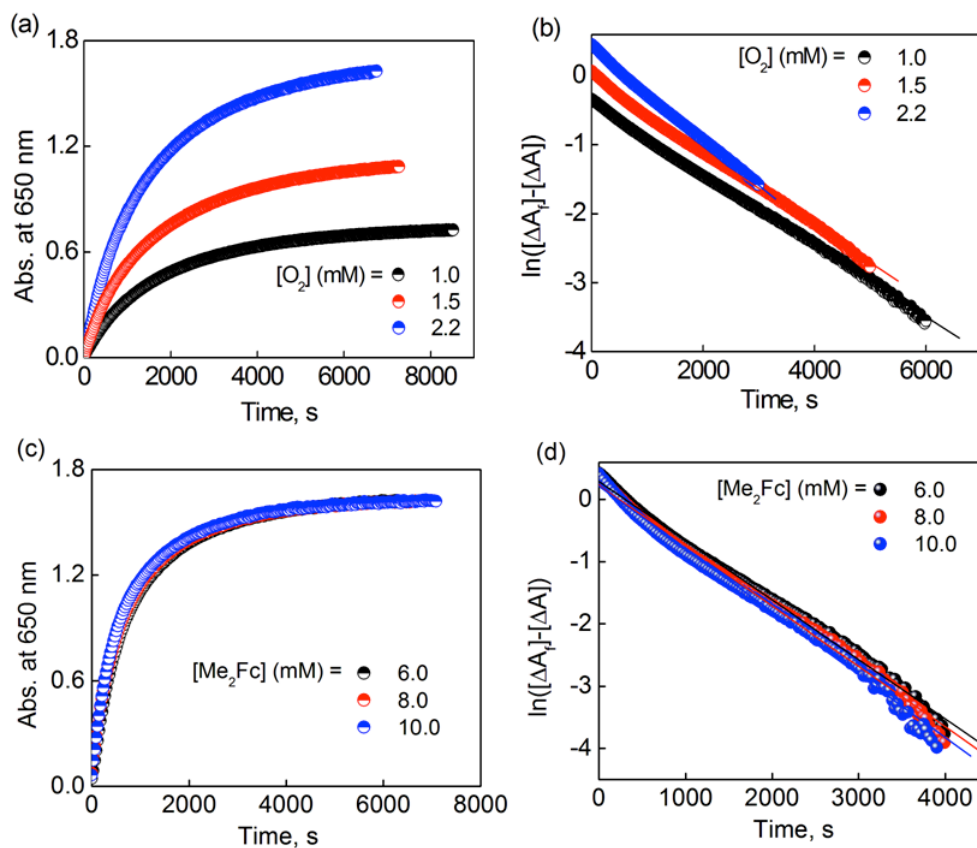 (a)
1.8
1.2
0.6
0.0
Abs. at 650 nm
[O₂] (mM) = 1.0
1.5
2.2
0 2000 4000 6000 8000
Time, s
(b)
0
-1
-2
-3
-4
ln([ΔA_f]-[ΔA])
[O₂] (mM) = 1.0
1.5
2.2
0 2000 4000 6000
Time, s
(c)
1.8
1.2
0.6
0.0
Abs. at 650 nm
[Me₂Fc] (mM) =
6.0
8.0
10.0
0 2000 4000 6000 8000
Time, s
(d)
0
-1
-2
-3
-4
ln([ΔA_f]-[ΔA])
[Me₂Fc] (mM) = 6.0
8.0
10.0
0 1000 2000 3000 4000
Time, s